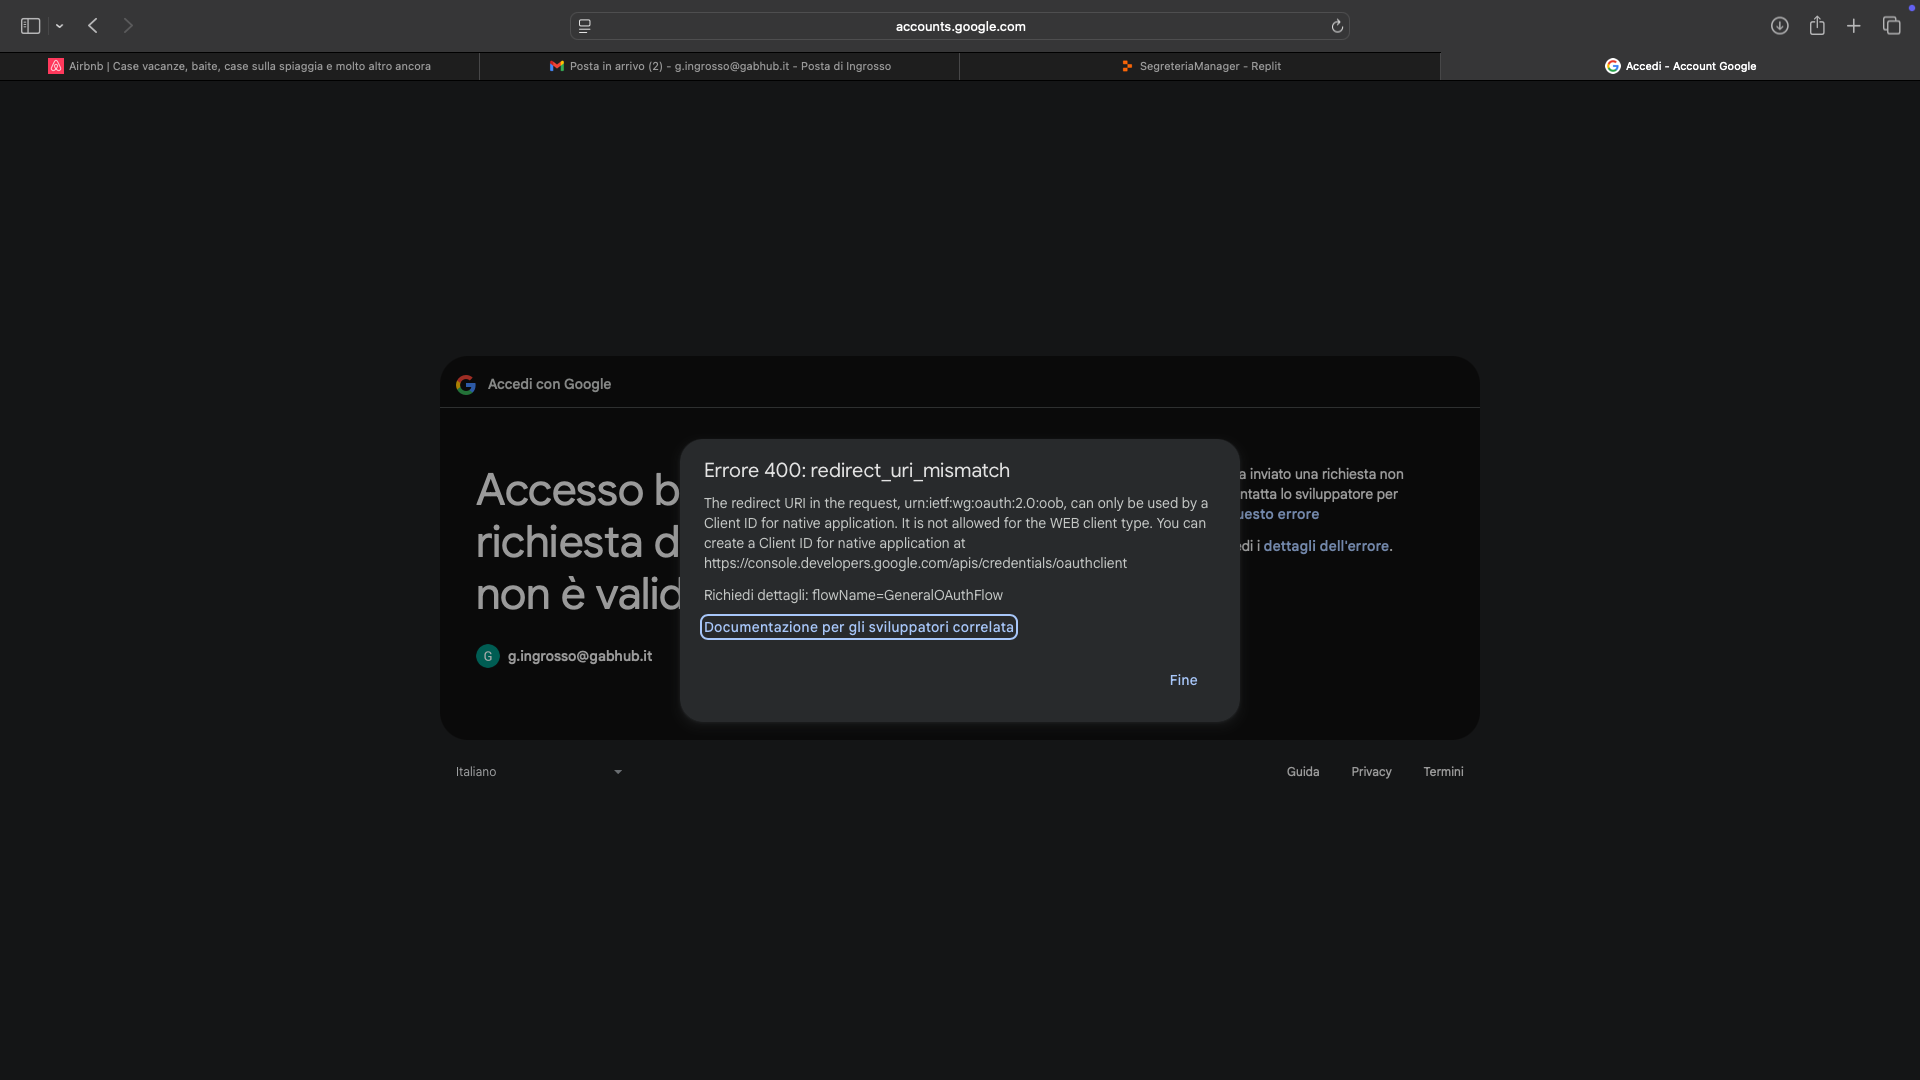 accounts.google.com
Airbnb | Case vacanze, baite, case sulla spiaggia e molto altro ancora
Posta in arrivo (2) - g.ingrosso@gabhub.it - Posta di Ingrosso
SegreteriaManager - Replit
Accedi - Account Google
Accedi con Google
Accesso b
richiesta d
non è valid
G
g.ingrosso@gabhub.it
Errore 400: redirect_uri_mismatch
The redirect URI in the request, urn:ietf:wg:oauth:2.0:oob, can only be used by a
Client ID for native application. It is not allowed for the WEB client type. You can
create a Client ID for native application at
https://console.developers.google.com/apis/credentials/oauthclient
Richiedi dettagli: flowName=GeneralOAuthFlow
Documentazione per gli sviluppatori correlata
Fine
a inviato una richiesta non
ntatta lo sviluppatore per
uesto errore
edi i dettagli dell'errore.
Italiano
Guida
Privacy
Termini